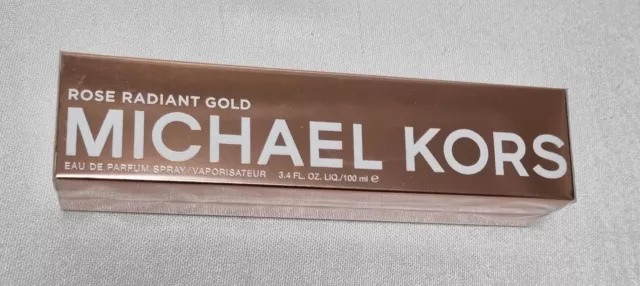 ROSE RADIANT GOLD
MICHAEL KORS
EAU DE PARFUM SPRAY/VAPORISATEUR 3.4 FL. OZ. LIQ./100 ml ℮